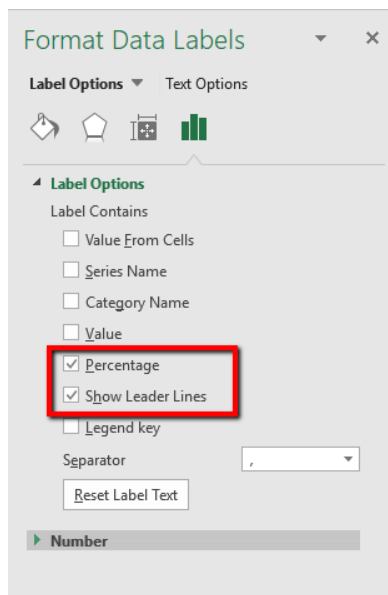 Format Data Labels
Label Options Text Options
Label Options
Label Contains
Value From Cells
Series Name
Category Name
Value
Percentage
Show Leader Lines
Legend key
Separator ,
Reset Label Text
Number